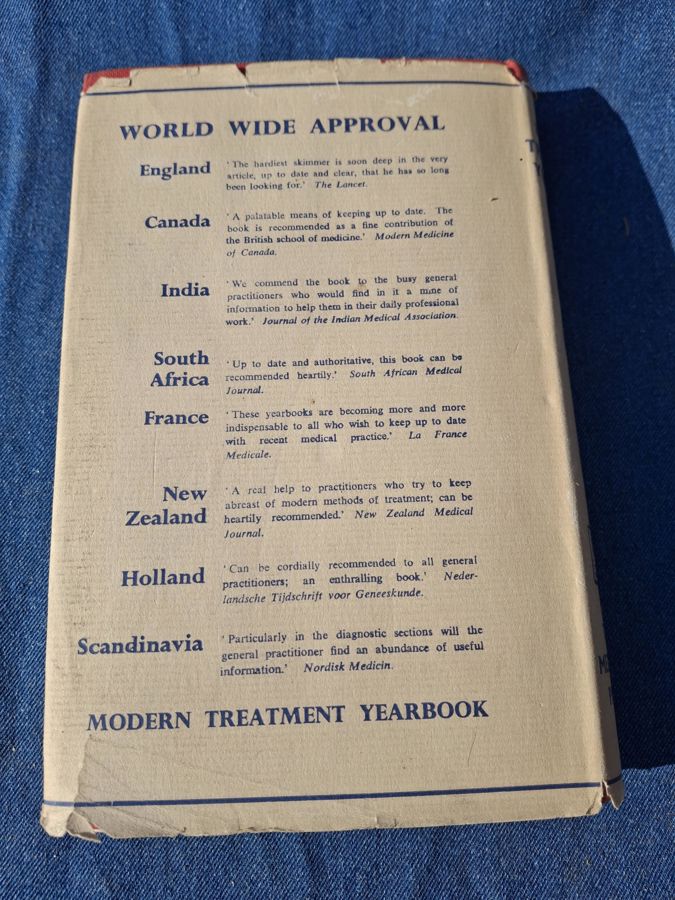 WORLD WIDE APPROVAL
England
'The hardiest skimmer is soon deep in the very
article, up to date and clear, that he has so long
been looking for.' The Lancet.
Canada
'A palatable means of keeping up to date. The
book is recommended as a fine contribution of
the British school of medicine.' Modern Medicine
of Canada.
India
'We commend the book to the busy general
practitioners who would find in it a mine of
information to help them in their daily professional
work.' Journal of the Indian Medical Association.
South
Africa
'Up to date and authoritative, this book can be
recommended heartily.' South African Medical
Journal.
France
'These yearbooks are becoming more and more
indispensable to all who wish to keep up to date
with recent medical practice.' La France
Medicale.
New
Zealand
'A real help to practitioners who try to keep
abreast of modern methods of treatment; can be
heartily recommended.' New Zealand Medical
Journal.
Holland
'Can be cordially recommended to all general
practitioners; an enthralling book.' Neder-
landsche Tijdschrift voor Geneeskunde.
Scandinavia
'Particularly in the diagnostic sections will the
general practitioner find an abundance of useful
information.' Nordisk Medicin.
MODERN TREATMENT YEARBOOK